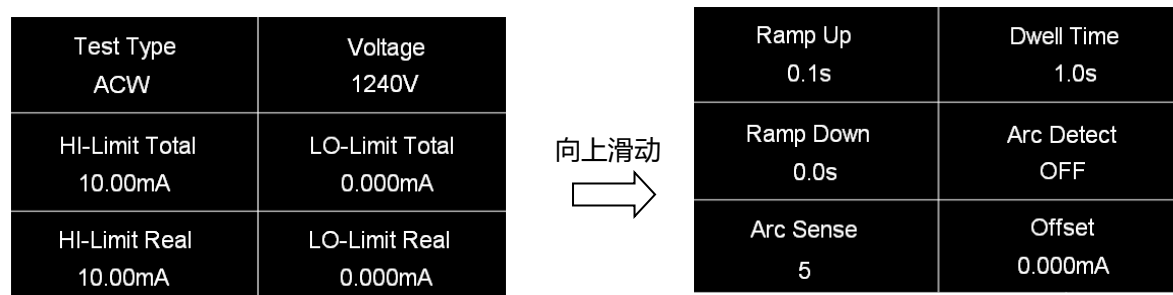 Test Type
ACW
Voltage
1240V
HI-Limit Total
10.00mA
LO-Limit Total
0.000mA
HI-Limit Real
10.00mA
LO-Limit Real
0.000mA
向上滑动
Ramp Up
0.1s
Dwell Time
1.0s
Ramp Down
0.0s
Arc Detect
OFF
Arc Sense
5
Offset
0.000mA